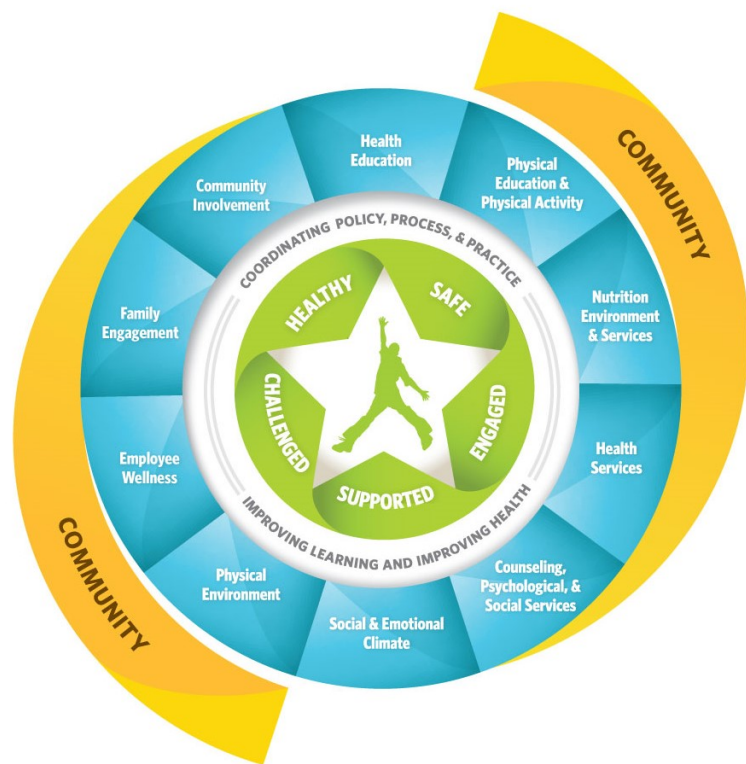 COMMUNITY
Health
Education
Physical
Education &
Physical Activity
Nutrition
Environment
& Services
Health
Services
Counseling,
Psychological, &
Social Services
Social & Emotional
Climate
Physical
Environment
Employee
Wellness
Family
Engagement
Community
Involvement
COORDINATING POLICY, PROCESS, & PRACTICE
IMPROVING LEARNING AND IMPROVING HEALTH
HEALTHY
SAFE
ENGAGED
SUPPORTED
CHALLENGED
COMMUNITY